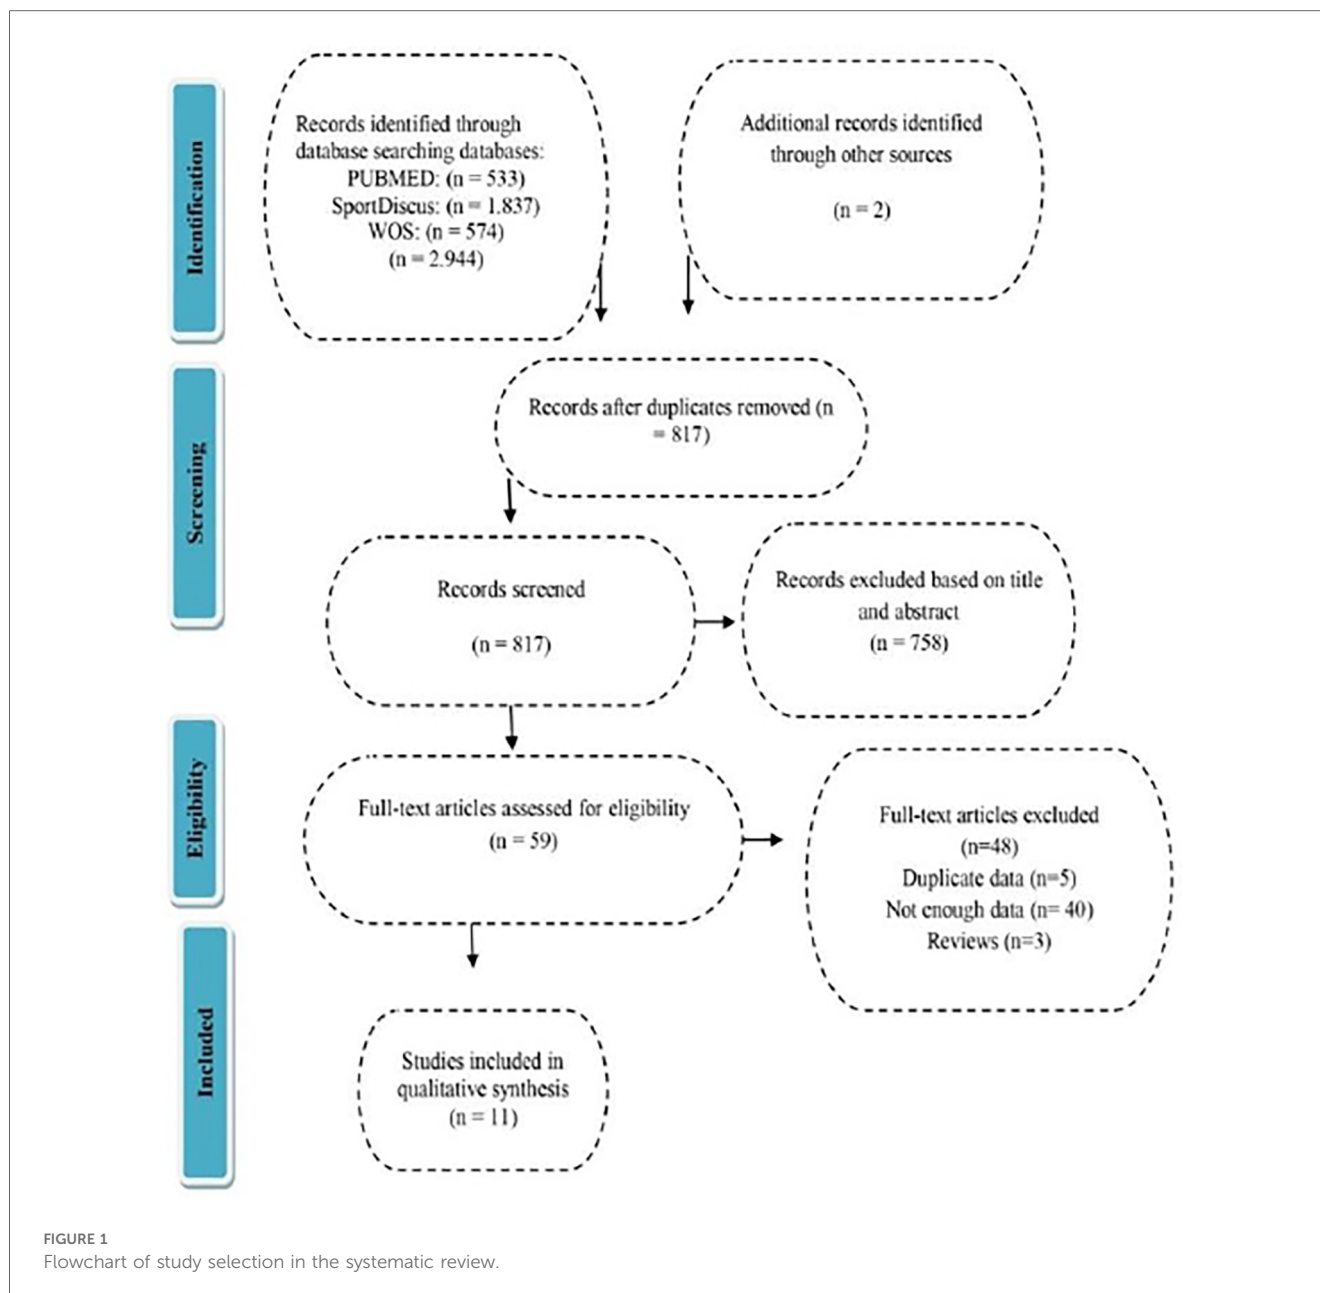 Identification
Records identified through
database searching databases:
PUBMED: (n = 533)
SportDiscus: (n = 1.837)
WOS: (n = 574)
(n = 2.944)
Additional records identified
through other sources
(n = 2)
Screening
Records after duplicates removed (n
= 817)
Records screened
(n = 817)
Records excluded based on title
and abstract
(n = 758)
Eligibility
Full-text articles assessed for eligibility
(n = 59)
Full-text articles excluded
(n=48)
Duplicate data (n=5)
Not enough data (n= 40)
Reviews (n=3)
Included
Studies included in
qualitative synthesis
(n = 11)
FIGURE 1
Flowchart of study selection in the systematic review.